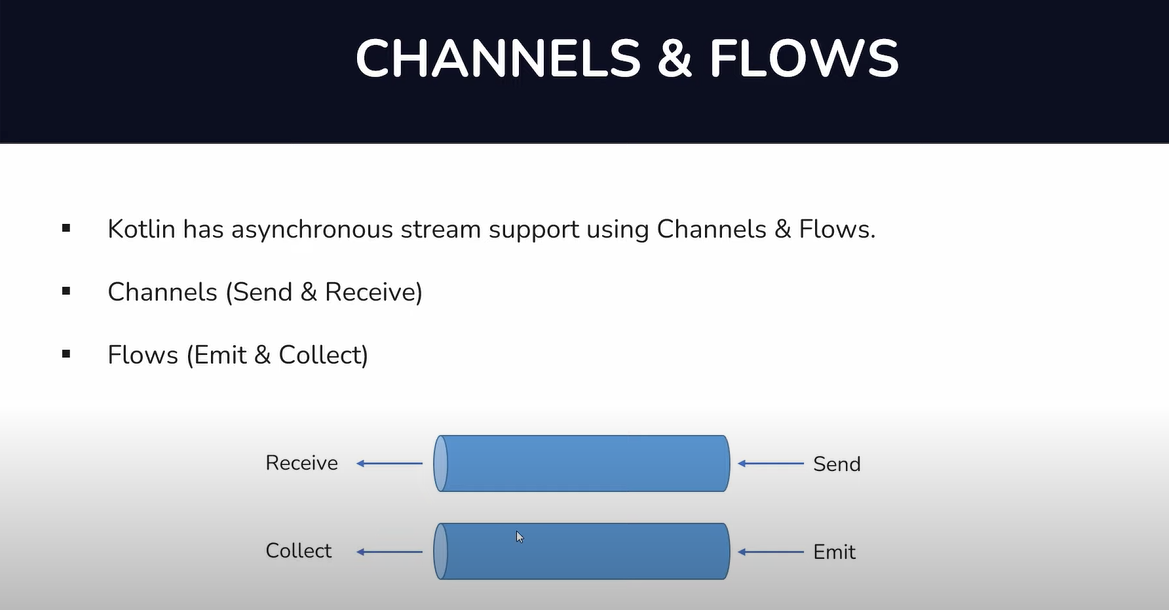 CHANNELS & FLOWS
▪ Kotlin has asynchronous stream support using Channels & Flows.
▪ Channels (Send & Receive)
▪ Flows (Emit & Collect)
Receive Send
Collect Emit